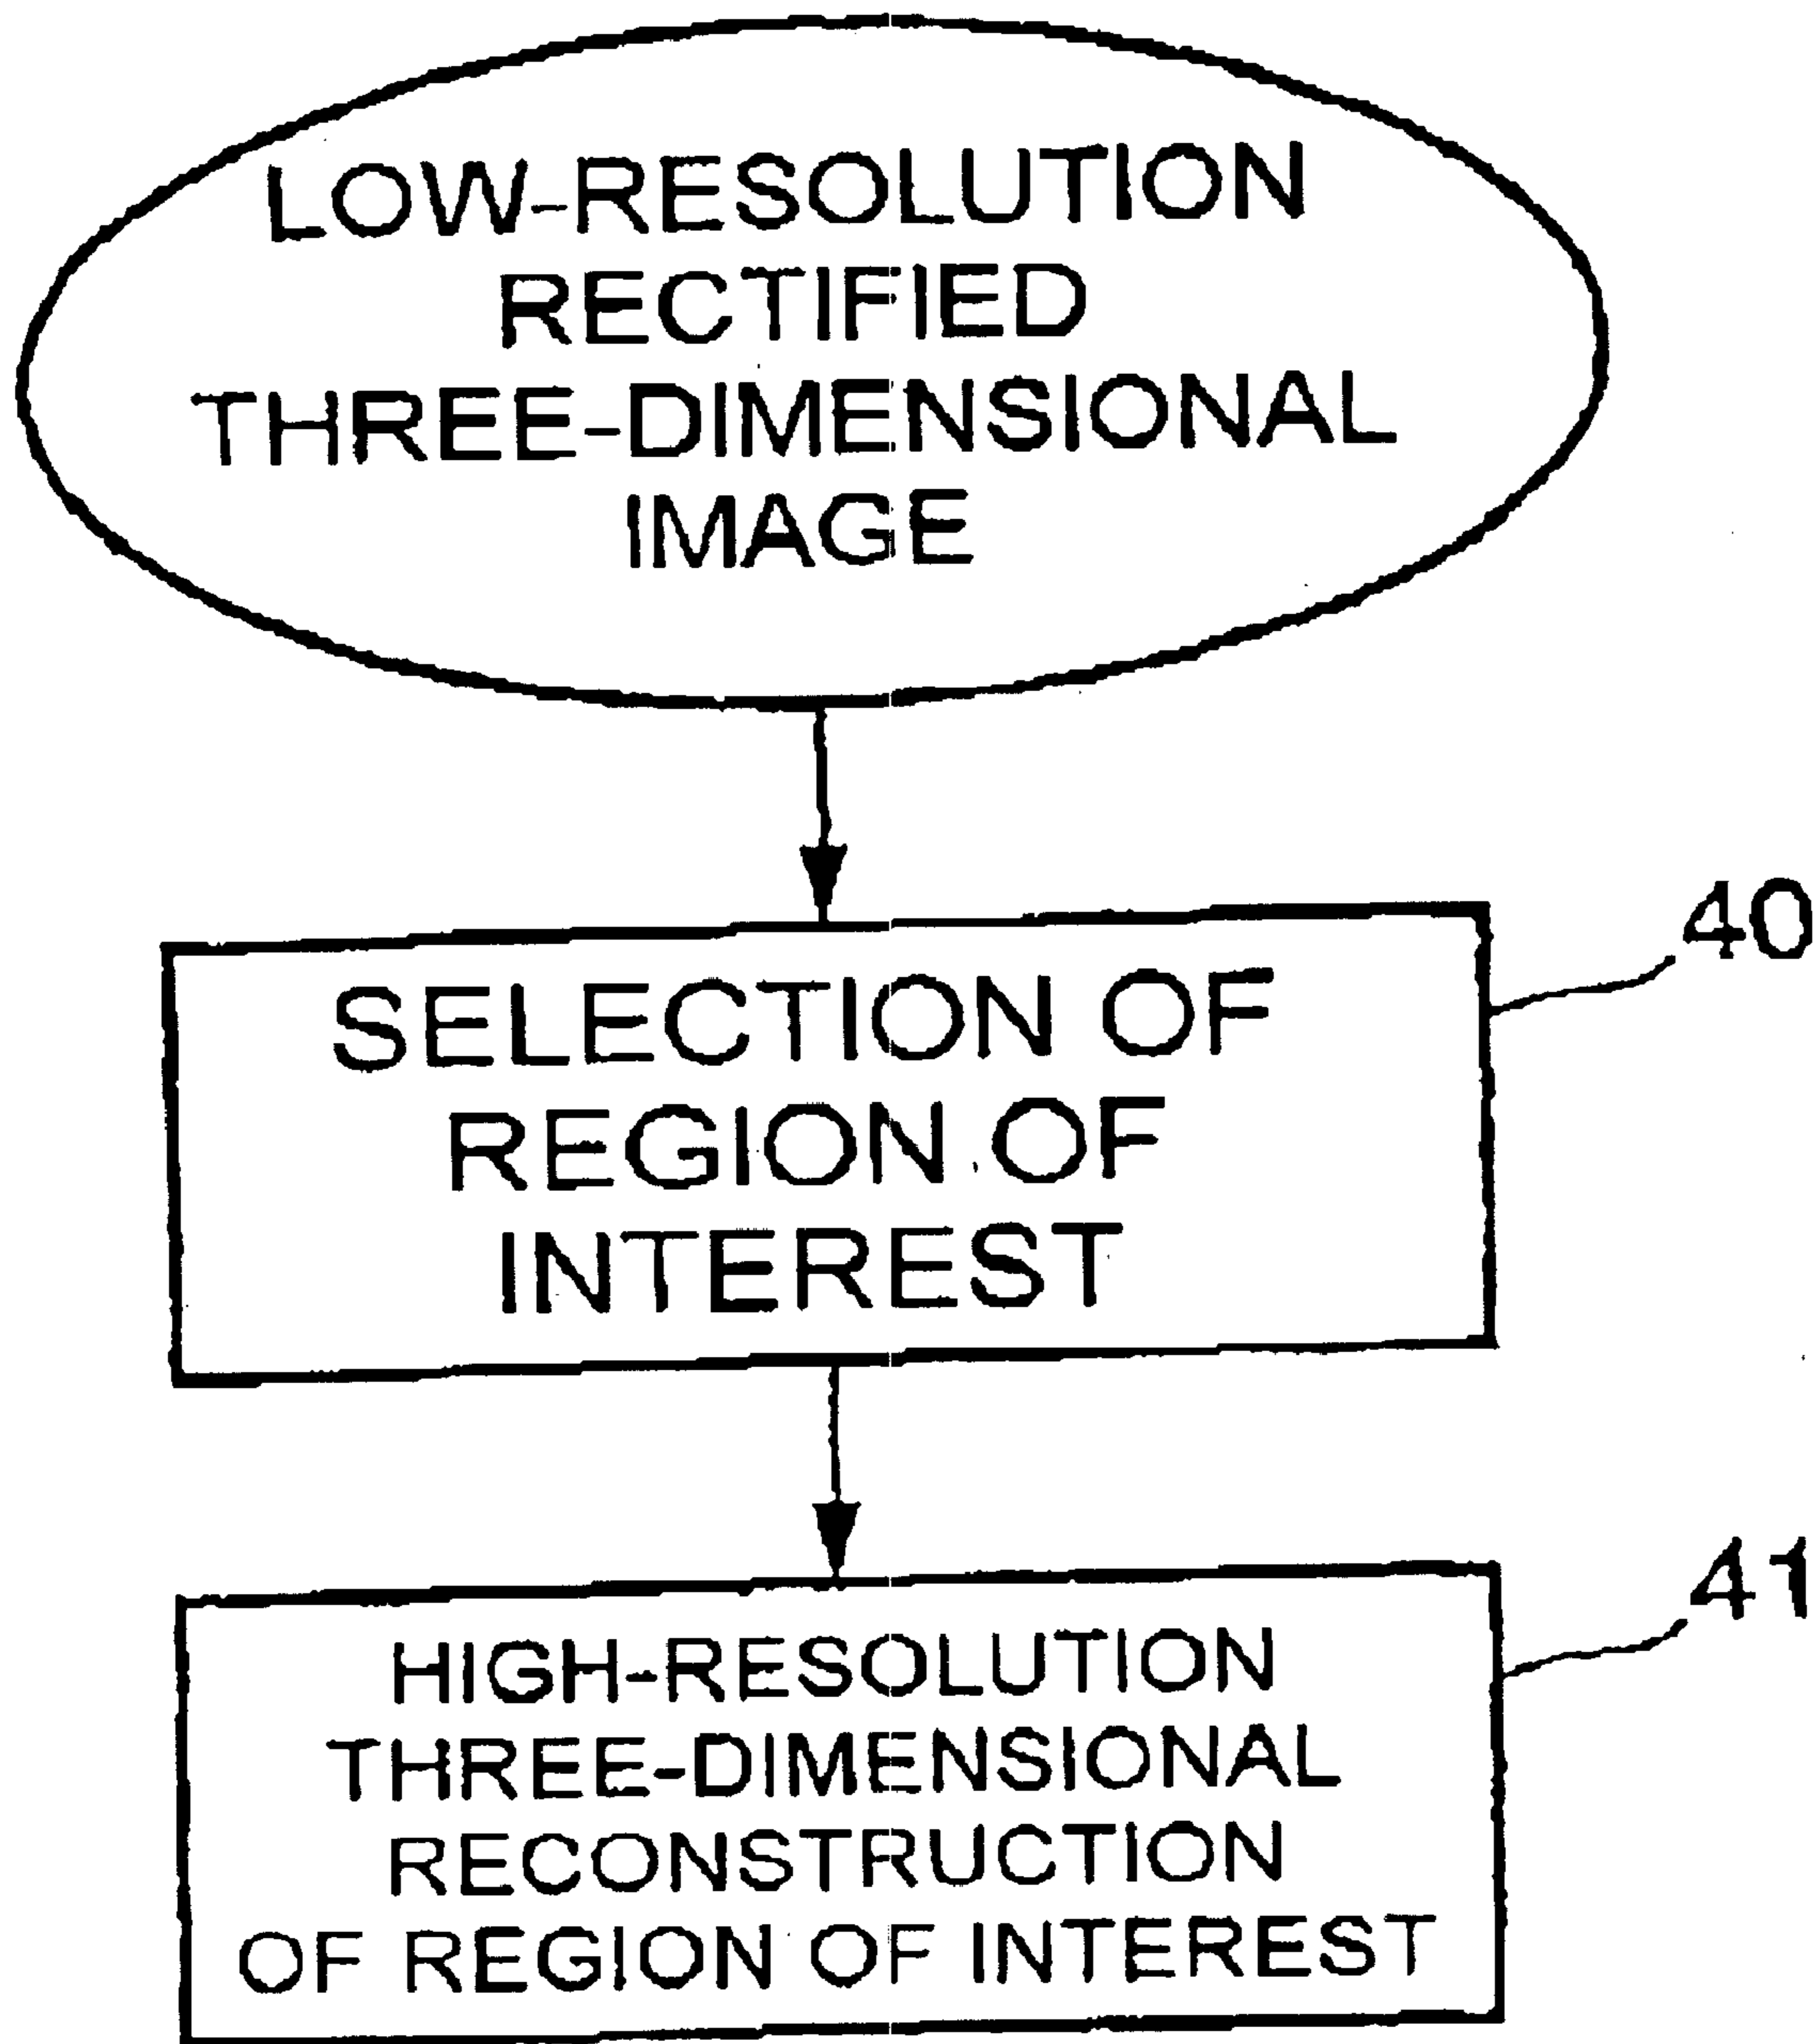 LOW-RESOLUTION
RECTIFIED
THREE-DIMENSIONAL
IMAGE
40
SELECTION OF
REGION OF
INTEREST
41
HIGH-RESOLUTION
THREE-DIMENSIONAL
RECONSTRUCTION
OF REGION OF INTEREST